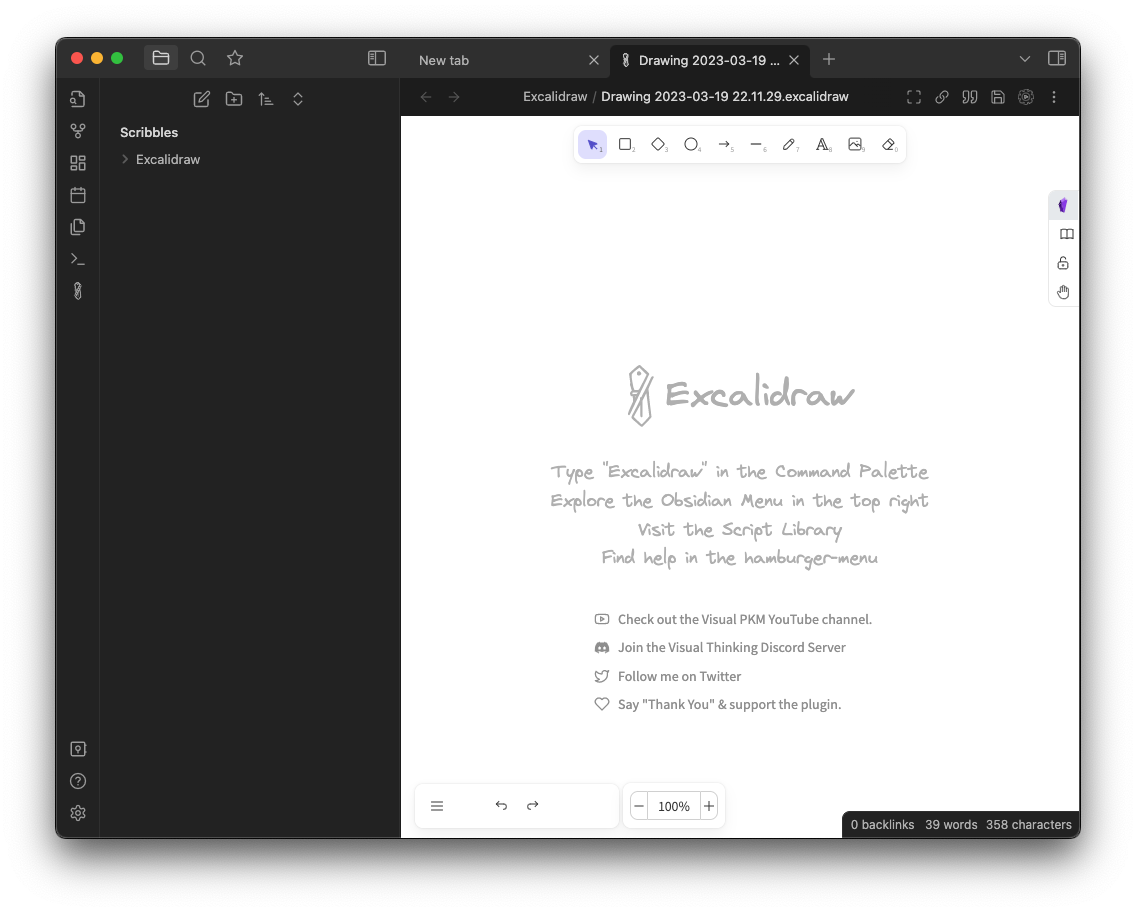 New tab
Drawing 2023-03-19 ...
Excalidraw / Drawing 2023-03-19 22.11.29.excalidraw
Scribbles
Excalidraw
1 2 3 4 5 6 7 8 9 0
Excalidraw
Type "Excalidraw" in the Command Palette
Explore the Obsidian Menu in the top right
Visit the Script Library
Find help in the hamburger-menu
Check out the Visual PKM YouTube channel.
Join the Visual Thinking Discord Server
Follow me on Twitter
Say "Thank You" & support the plugin.
100%
0 backlinks 39 words 358 characters